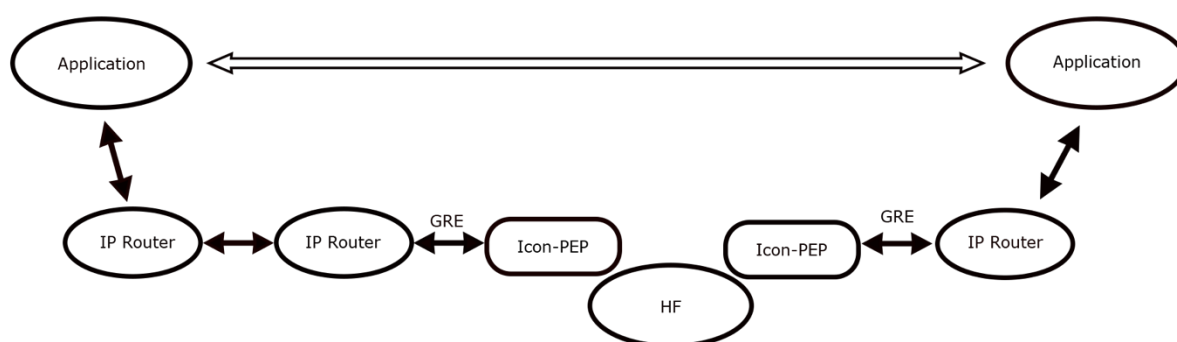 Application
Application
GRE
GRE
IP Router
IP Router
Icon-PEP
Icon-PEP
IP Router
HF